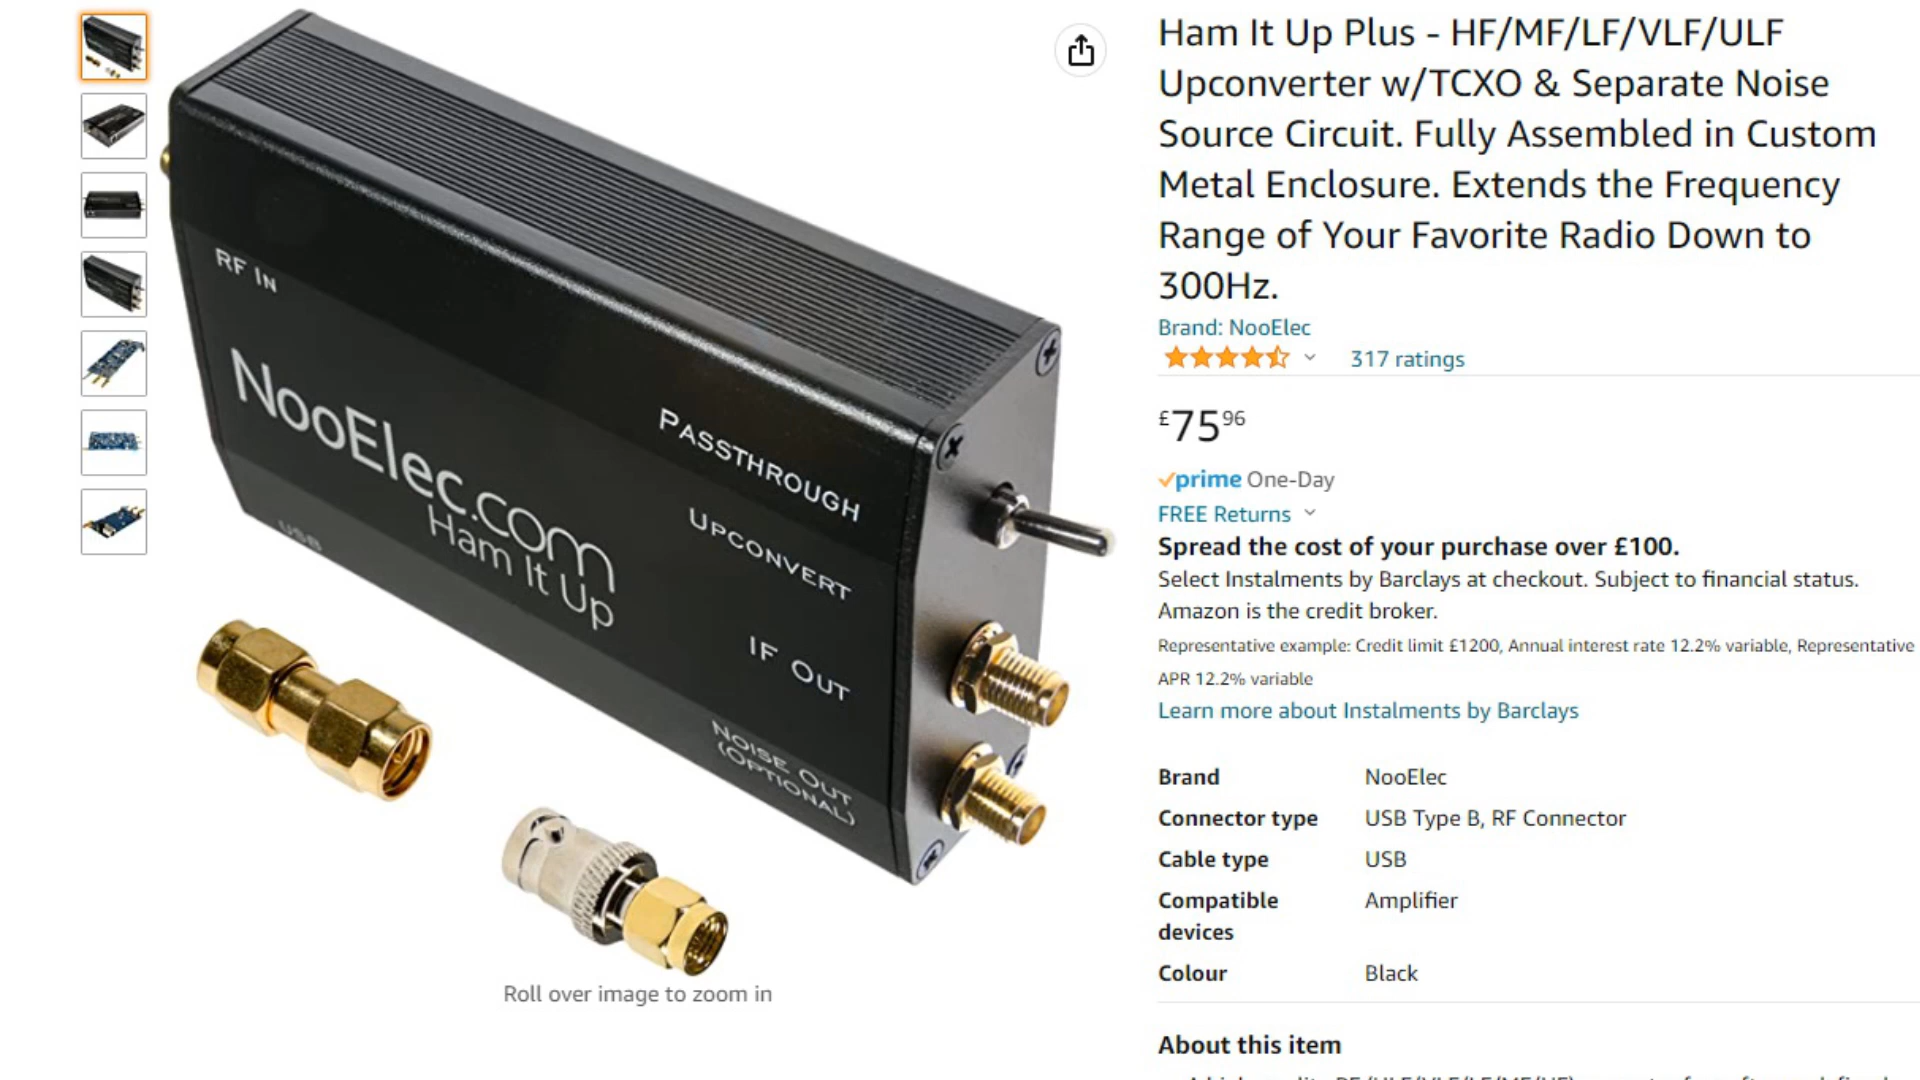 RF IN
NooElec.com
Ham It Up
USB
PASSTHROUGH
UPCONVERT
IF OUT
NOISE OUT
(OPTIONAL)
Roll over image to zoom in
Ham It Up Plus - HF/MF/LF/VLF/ULF
Upconverter w/TCXO & Separate Noise
Source Circuit. Fully Assembled in Custom
Metal Enclosure. Extends the Frequency
Range of Your Favorite Radio Down to
300Hz.
Brand: NooElec
317 ratings
£7596
prime One-Day
FREE Returns
Spread the cost of your purchase over £100.
Select Instalments by Barclays at checkout. Subject to financial status.
Amazon is the credit broker.
Representative example: Credit limit £1200, Annual interest rate 12.2% variable, Representative
APR 12.2% variable
Learn more about Instalments by Barclays
Brand NooElec
Connector type USB Type B, RF Connector
Cable type USB
Compatible Amplifier
devices
Colour Black
About this item